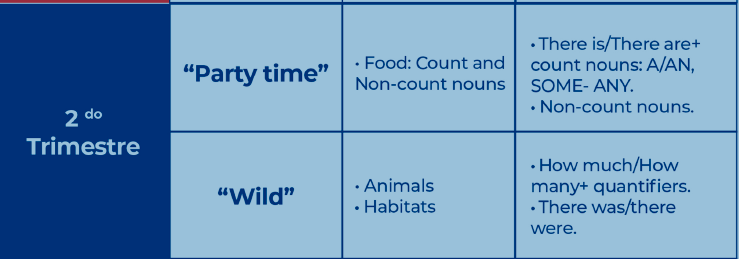 2 do
Trimestre
“Party time”
• Food: Count and
Non-count nouns
• There is/There are+
count nouns: A/AN,
SOME- ANY.
• Non-count nouns.
“Wild”
• Animals
• Habitats
• How much/How
many+ quantifiers.
• There was/there
were.